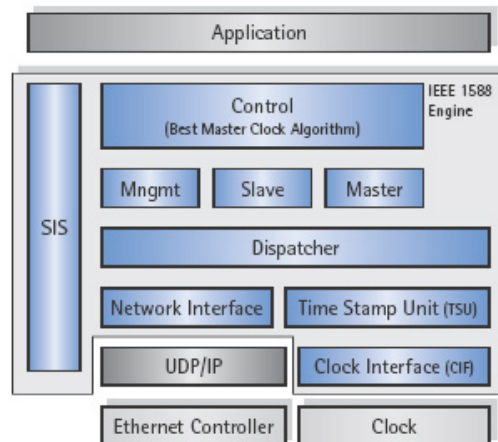 Application
IEEE 1588
Engine
Control
(Best Master Clock Algorithm)
Mngmt
Slave
Master
SIS
Dispatcher
Network Interface
Time Stamp Unit (TSU)
UDP/IP
Clock Interface (CIF)
Ethernet Controller
Clock